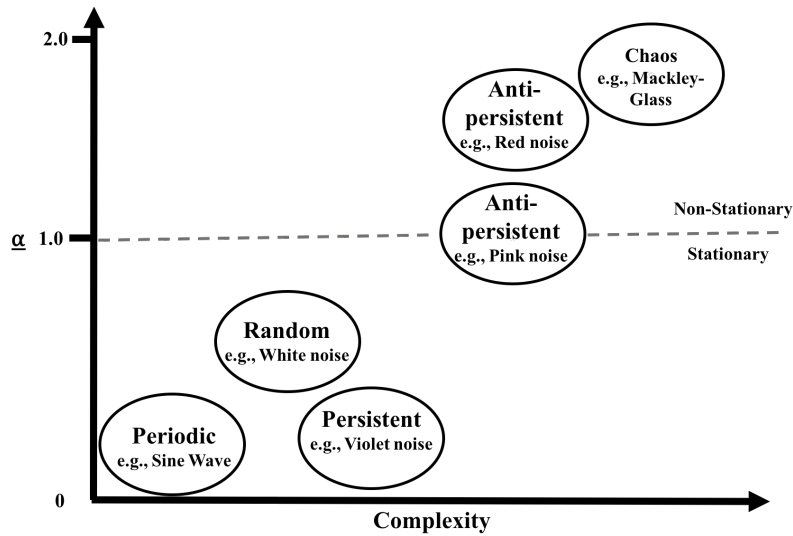 2.0
Chaos
e.g., Mackley-
Glass
Anti-
persistent
e.g., Red noise
Anti-
persistent
e.g., Pink noise
Non-Stationary
α 1.0
Stationary
Random
e.g., White noise
Persistent
e.g., Violet noise
Periodic
e.g., Sine Wave
0
Complexity